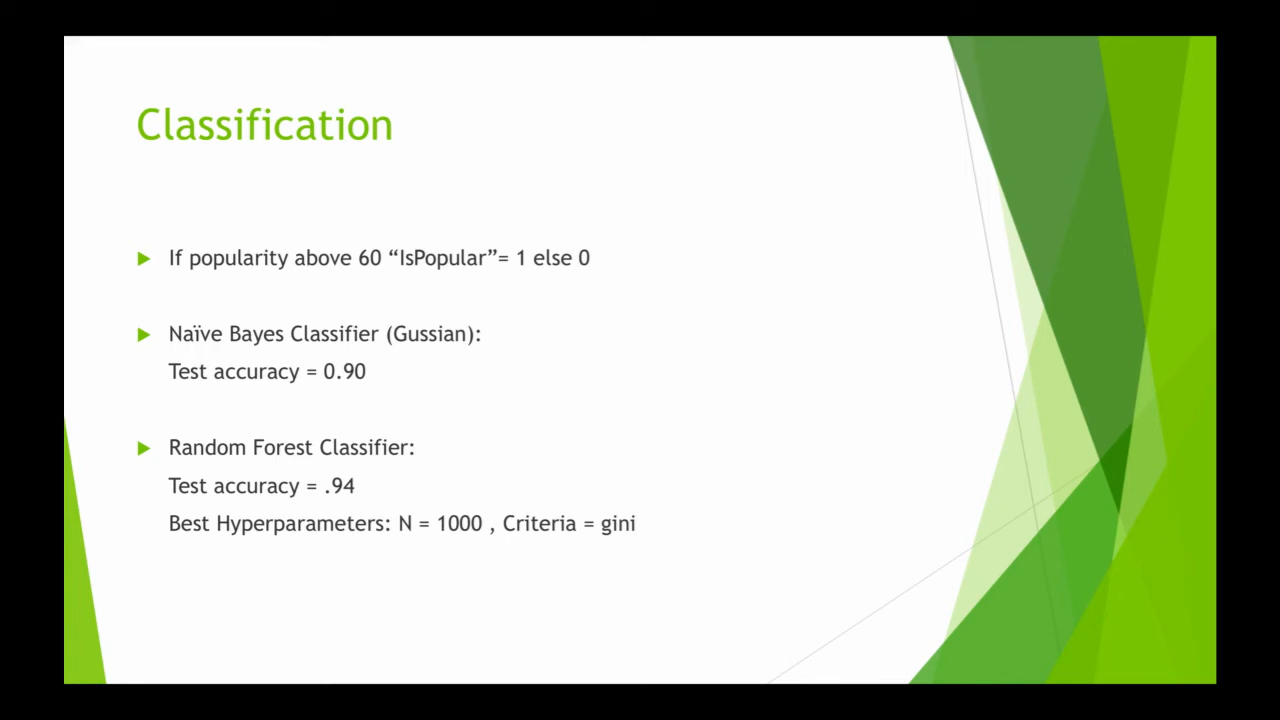 Classification
If popularity above 60 “IsPopular”= 1 else 0
Naïve Bayes Classifier (Gussian):
Test accuracy = 0.90
Random Forest Classifier:
Test accuracy = .94
Best Hyperparameters: N = 1000 , Criteria = gini